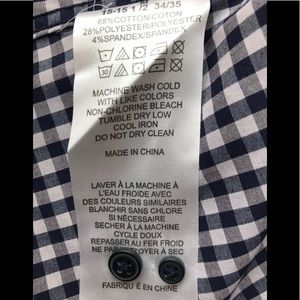 15-15 1/2 34/35
68%COTTON/COTON
28%POLYESTER/POLYESTER
4%SPANDEX/SPANDEX
30
MACHINE WASH COLD
WITH LIKE COLORS
NON-CHLORINE BLEACH
TUMBLE DRY LOW
COOL IRON
DO NOT DRY CLEAN
MADE IN CHINA
LAVER À LA MACHINE À
L'EAU FROIDE AVEC
DES COULEURS SIMILAIRES
BLANCHIR SANS CHLORE
SI NÉCESSAIRE
SECHER À LA MACHINE
CYCLE DOUX
REPASSER AU FER FROID
NE PAS TOYER À SEC
FABRIQUÉ EN CHINE